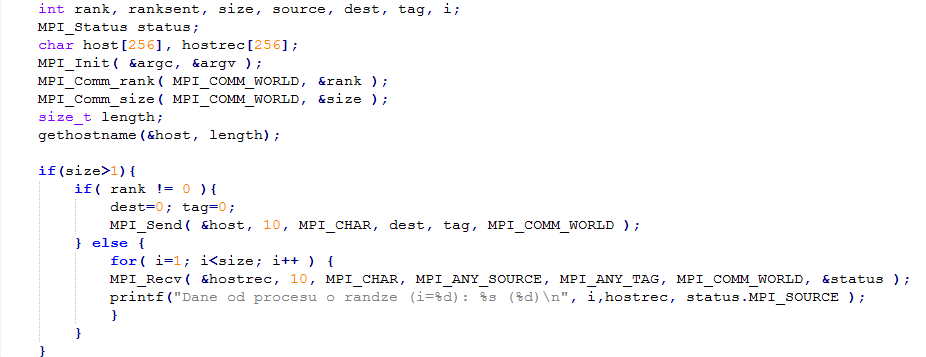 int rank, ranksent, size, source, dest, tag, i;
MPI_Status status;
char host[256], hostrec[256];
MPI_Init( &argc, &argv );
MPI_Comm_rank( MPI_COMM_WORLD, &rank );
MPI_Comm_size( MPI_COMM_WORLD, &size );
size_t length;
gethostname(&host, length);
if(size>1){
if( rank != 0 ){
dest=0; tag=0;
MPI_Send( &host, 10, MPI_CHAR, dest, tag, MPI_COMM_WORLD );
} else {
for( i=1; i<size; i++ ) {
MPI_Recv( &hostrec, 10, MPI_CHAR, MPI_ANY_SOURCE, MPI_ANY_TAG, MPI_COMM_WORLD, &status );
printf("Dane od procesu o randze (i=%d): %s (%d)\n", i,hostrec, status.MPI_SOURCE );
}
}
}